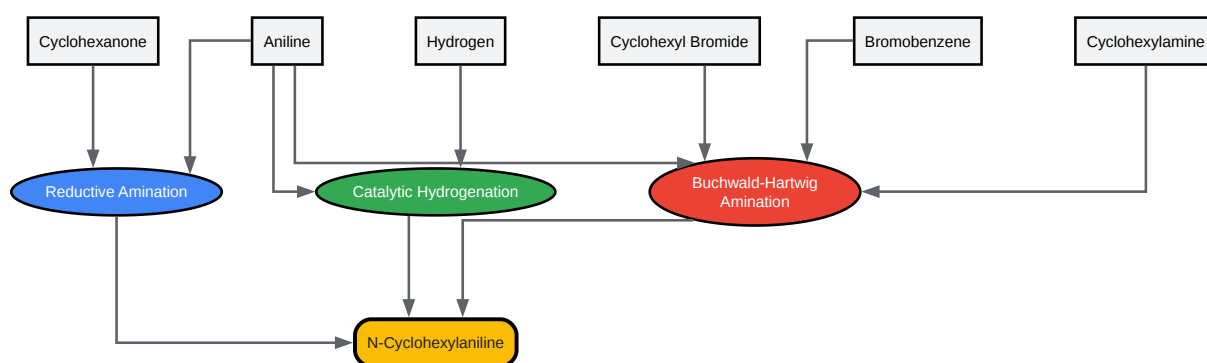 Cyclohexanone
Aniline
Hydrogen
Cyclohexyl Bromide
Bromobenzene
Cyclohexylamine
Reductive Amination
Catalytic Hydrogenation
Buchwald-Hartwig
Amination
N-Cyclohexylaniline